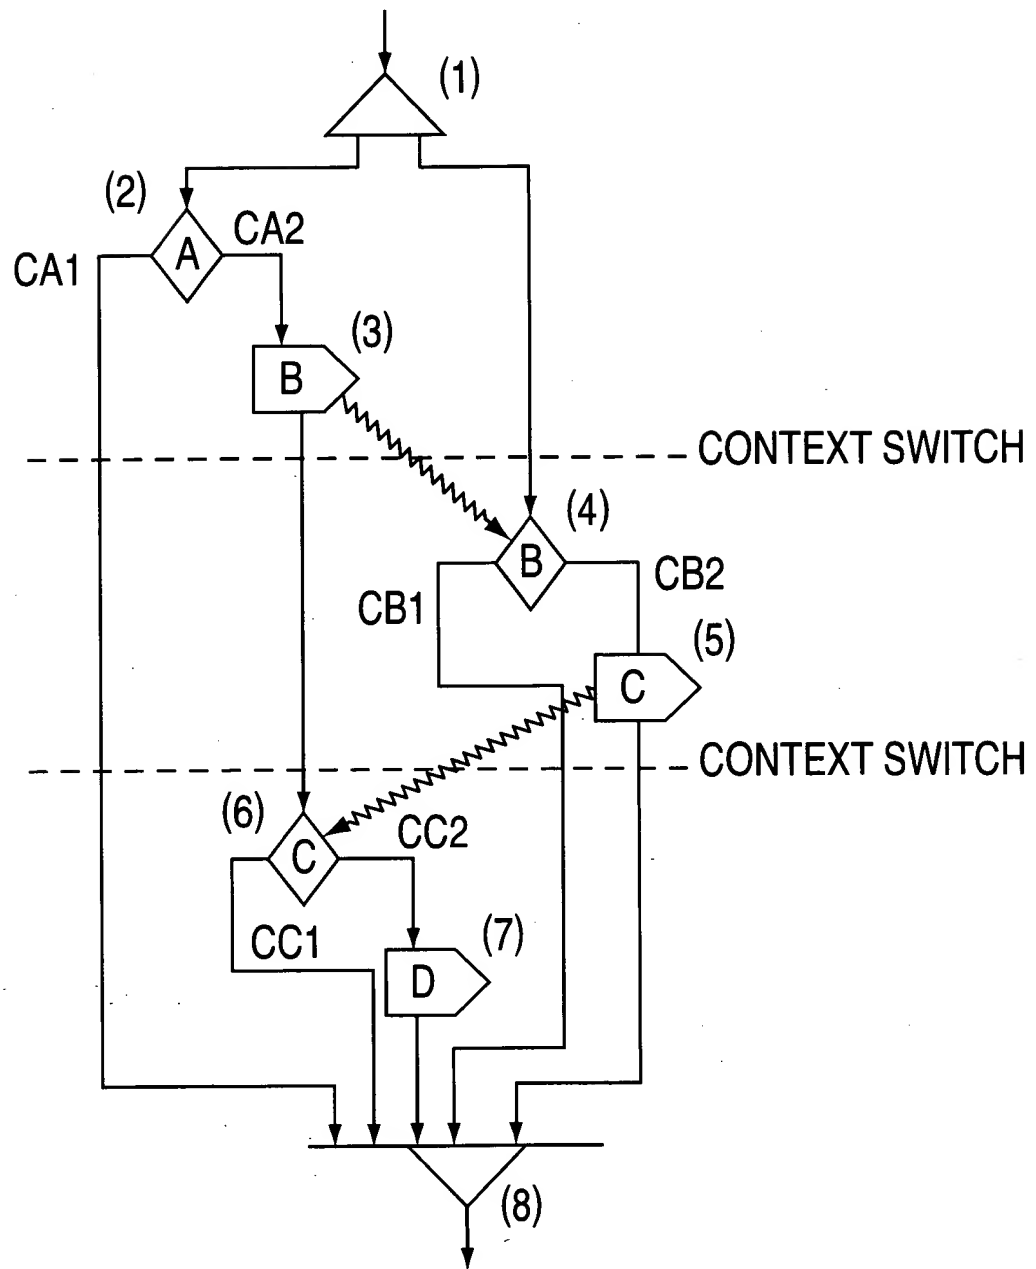 (1)
(2)
A
CA1
CA2
(3)
B
CONTEXT SWITCH
(4)
B
CB1
CB2
(5)
C
CONTEXT SWITCH
(6)
C
CC2
CC1
(7)
D
(8)